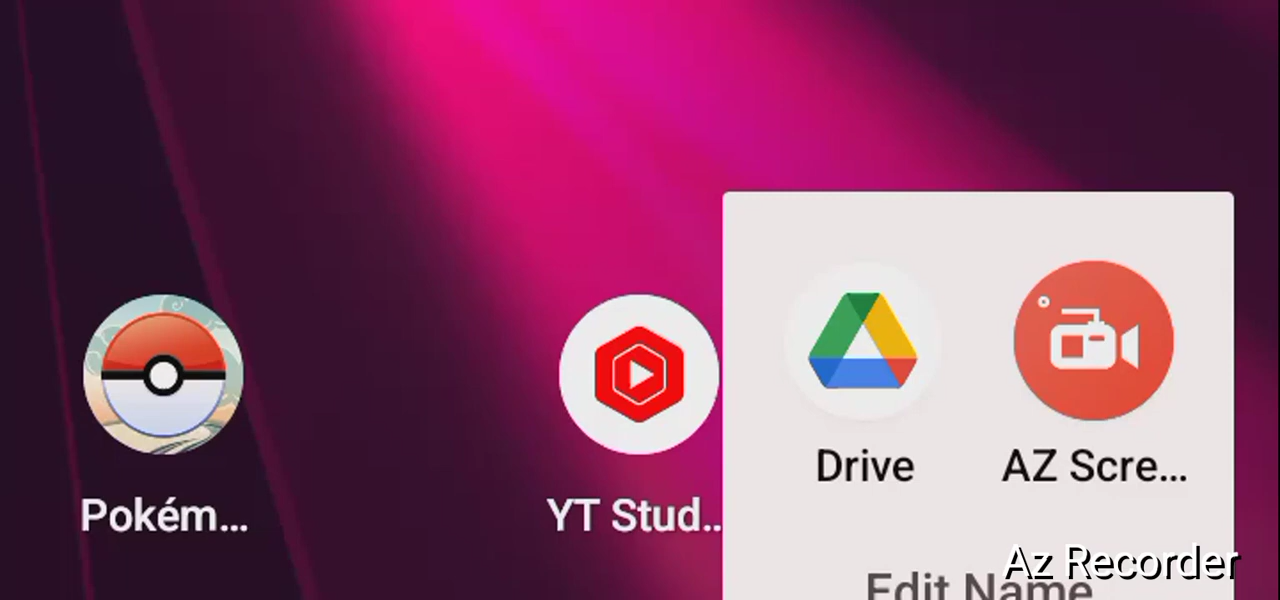 Pokém...
YT Stud..
Drive
AZ Scre...
Edit Name
Az Recorder